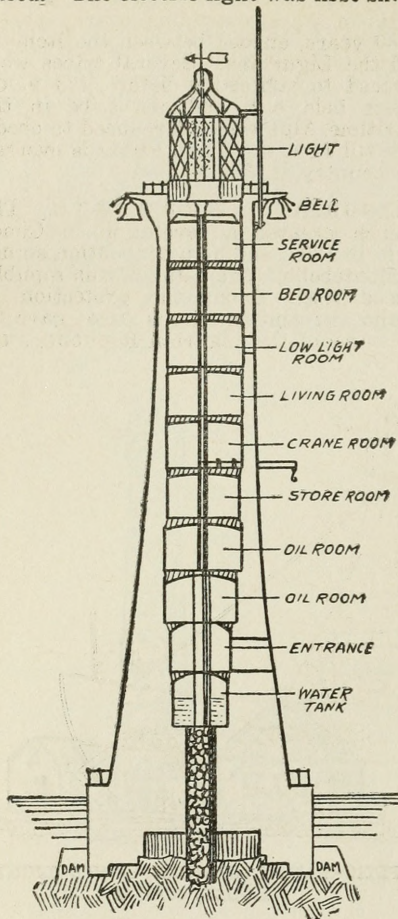 LIGHT
BELL
SERVICE
ROOM
BED ROOM
LOW LIGHT
ROOM
LIVING ROOM
CRANE ROOM
STORE ROOM
OIL ROOM
OIL ROOM
ENTRANCE
WATER
TANK
DAM DAM